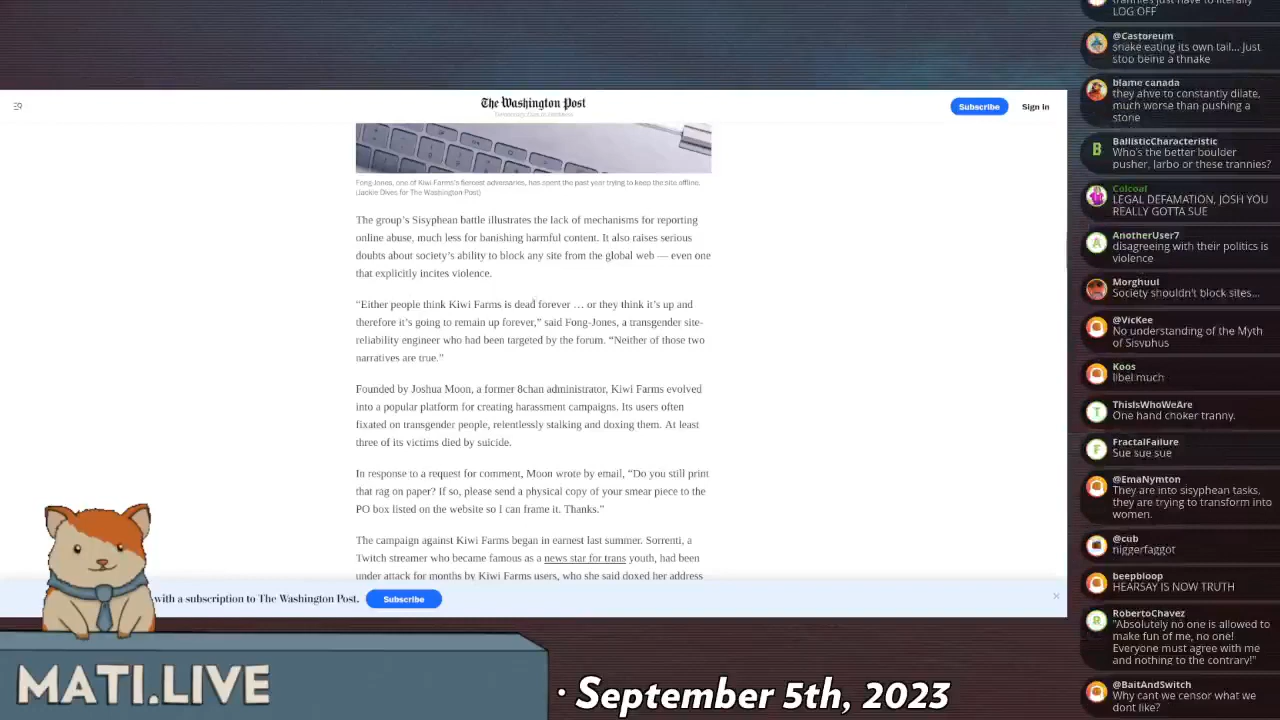 The Washington Post
Democracy Dies in Darkness
Subscribe
Sign in
Fong-Jones, one of Kiwi Farms's fiercest adversaries, has spent the past year trying to keep the site offline.
(Jackie Dives for The Washington Post)
The group's Sisyphean battle illustrates the lack of mechanisms for reporting
online abuse, much less for banishing harmful content. It also raises serious
doubts about society's ability to block any site from the global web — even one
that explicitly incites violence.
“Either people think Kiwi Farms is dead forever … or they think it's up and
therefore it's going to remain up forever,” said Fong-Jones, a transgender site-
reliability engineer who had been targeted by the forum. “Neither of those two
narratives are true.”
Founded by Joshua Moon, a former 8chan administrator, Kiwi Farms evolved
into a popular platform for creating harassment campaigns. Its users often
fixated on transgender people, relentlessly stalking and doxing them. At least
three of its victims died by suicide.
In response to a request for comment, Moon wrote by email, “Do you still print
that rag on paper? If so, please send a physical copy of your smear piece to the
PO box listed on the website so I can frame it. Thanks.”
The campaign against Kiwi Farms began in earnest last summer. Sorrenti, a
Twitch streamer who became famous as a news star for trans youth, had been
under attack for months by Kiwi Farms users, who she said doxed her address
with a subscription to The Washington Post.
Subscribe
MATI.LIVE
· September 5th, 2023
trannies just have to literally
LOG OFF
@Castoreum
snake eating its own tail... Just
stop being a thnake
blame canada
they ahve to constantly dilate,
much worse than pushing a
stone
B
BallisticCharacteristic
Who's the better boulder
pusher, Jarbo or these trannies?
Colcoal
LEGAL DEFAMATION, JOSH YOU
REALLY GOTTA SUE
A
AnotherUser7
disagreeing with their politics is
violence
Morghuul
Society shouldn't block sites...
@VicKee
No understanding of the Myth
of Sisyphus
Koos
libel much
T
ThisIsWhoWeAre
One hand choker tranny.
F
FractalFailure
Sue sue sue
@EmaNymton
They are into sisyphean tasks,
they are trying to transform into
women.
@cub
niggerfaggot
beepbloop
HEARSAY IS NOW TRUTH
R
RobertoChavez
"Absolutely no one is allowed to
make fun of me, no one!
Everyone must agree with me
and nothing to the contrary!"
@BaitAndSwitch
Why cant we censor what we
dont like?